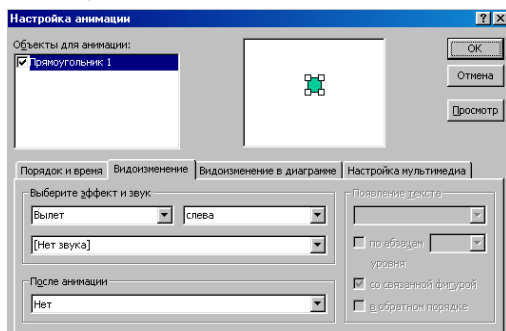 Настройка анимации
Объекты для анимации:
Прямоугольник 1
ОК
Отмена
Просмотр
Порядок и время Видоизменение Видоизменение в диаграмме Настройка мультимедиа
Выберите эффект и звук
Вылет слева
[Нет звука]
После анимации
Нет
Появление текста
по абзацам
уровня
со связанной фигурой
в обратном порядке